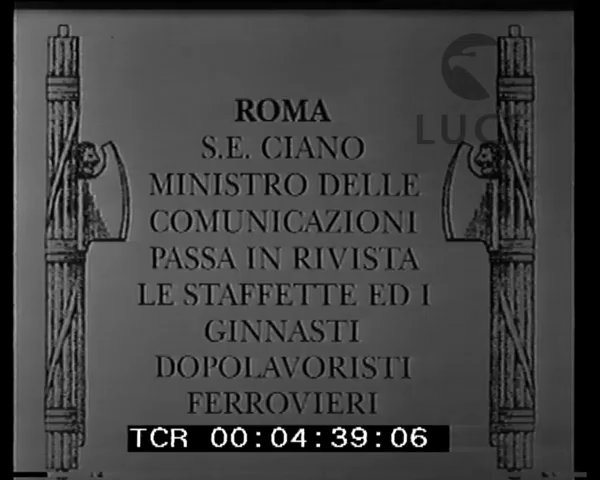 ROMA
S.E. CIANO
MINISTRO DELLE
COMUNICAZIONI
PASSA IN RIVISTA
LE STAFFETTE ED I
GINNASTI
DOPOLAVORISTI
FERROVIERI
TCR 00:04:39:06
LUCE